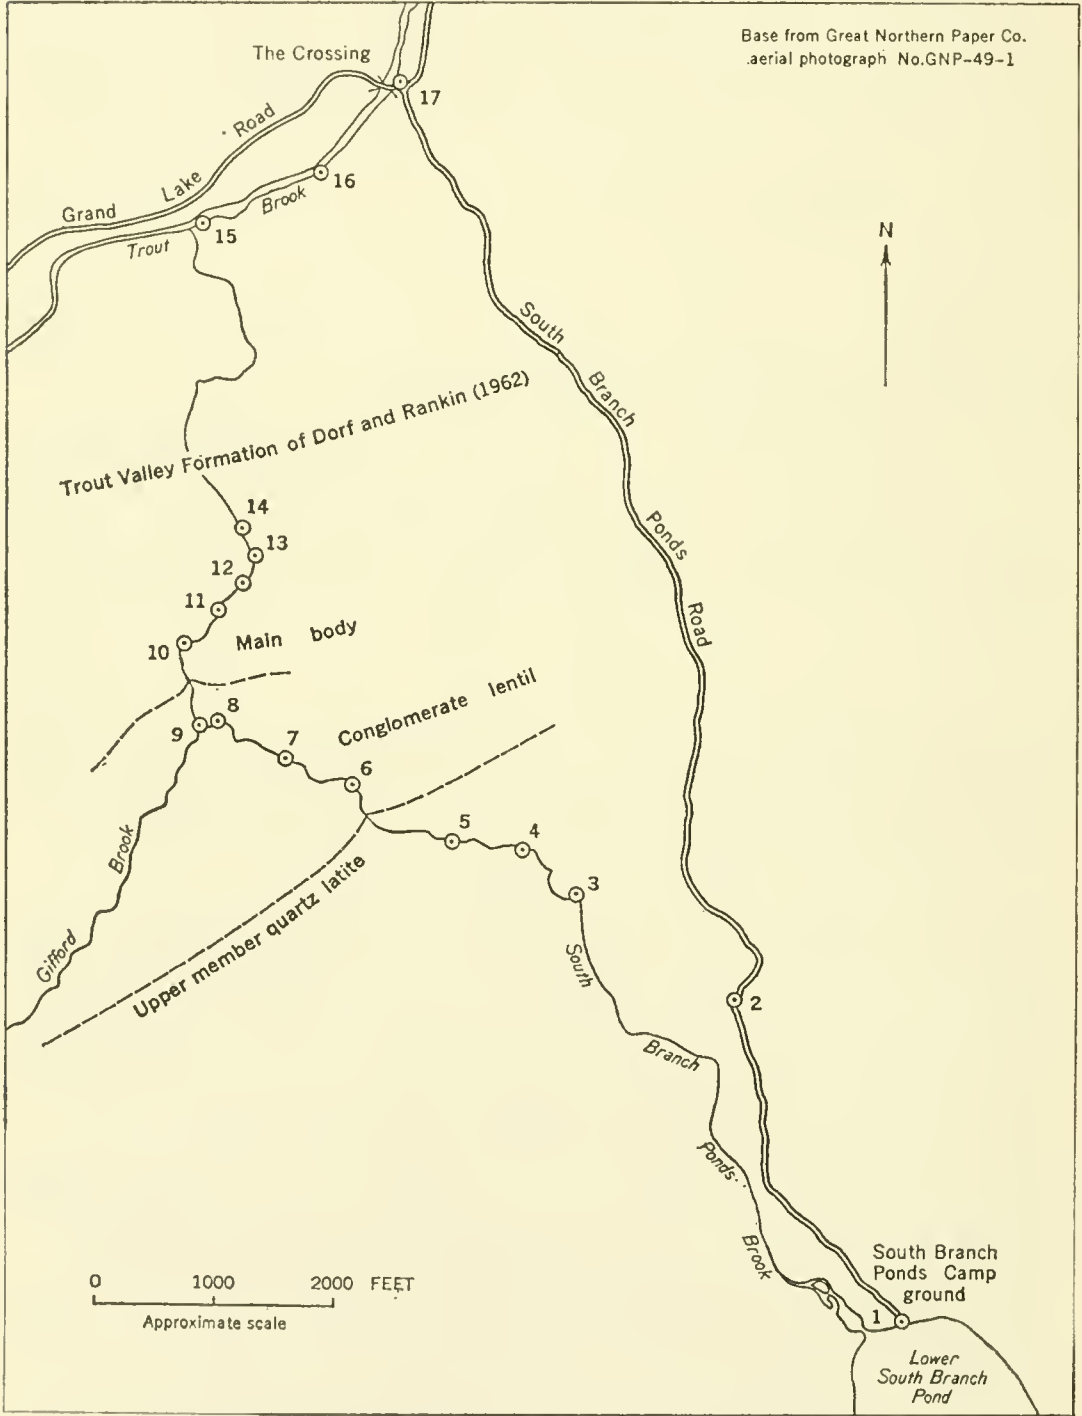 Base from Great Northern Paper Co.
aerial photograph No.GNP-49-1
The Crossing
17
Grand Lake Road
16
Trout Brook
15
N
South Branch Ponds Road
Trout Valley Formation of Dorf and Rankin (1962)
14
13
12
11
10
Main body
Conglomerate lentil
8
9
7
6
5
4
3
Upper member quartz latite
Gifford Brook
2
South Branch Ponds Brook
South Branch
Ponds Camp
ground
1
0 1000 2000 FEET
Approximate scale
Lower
South Branch
Pond